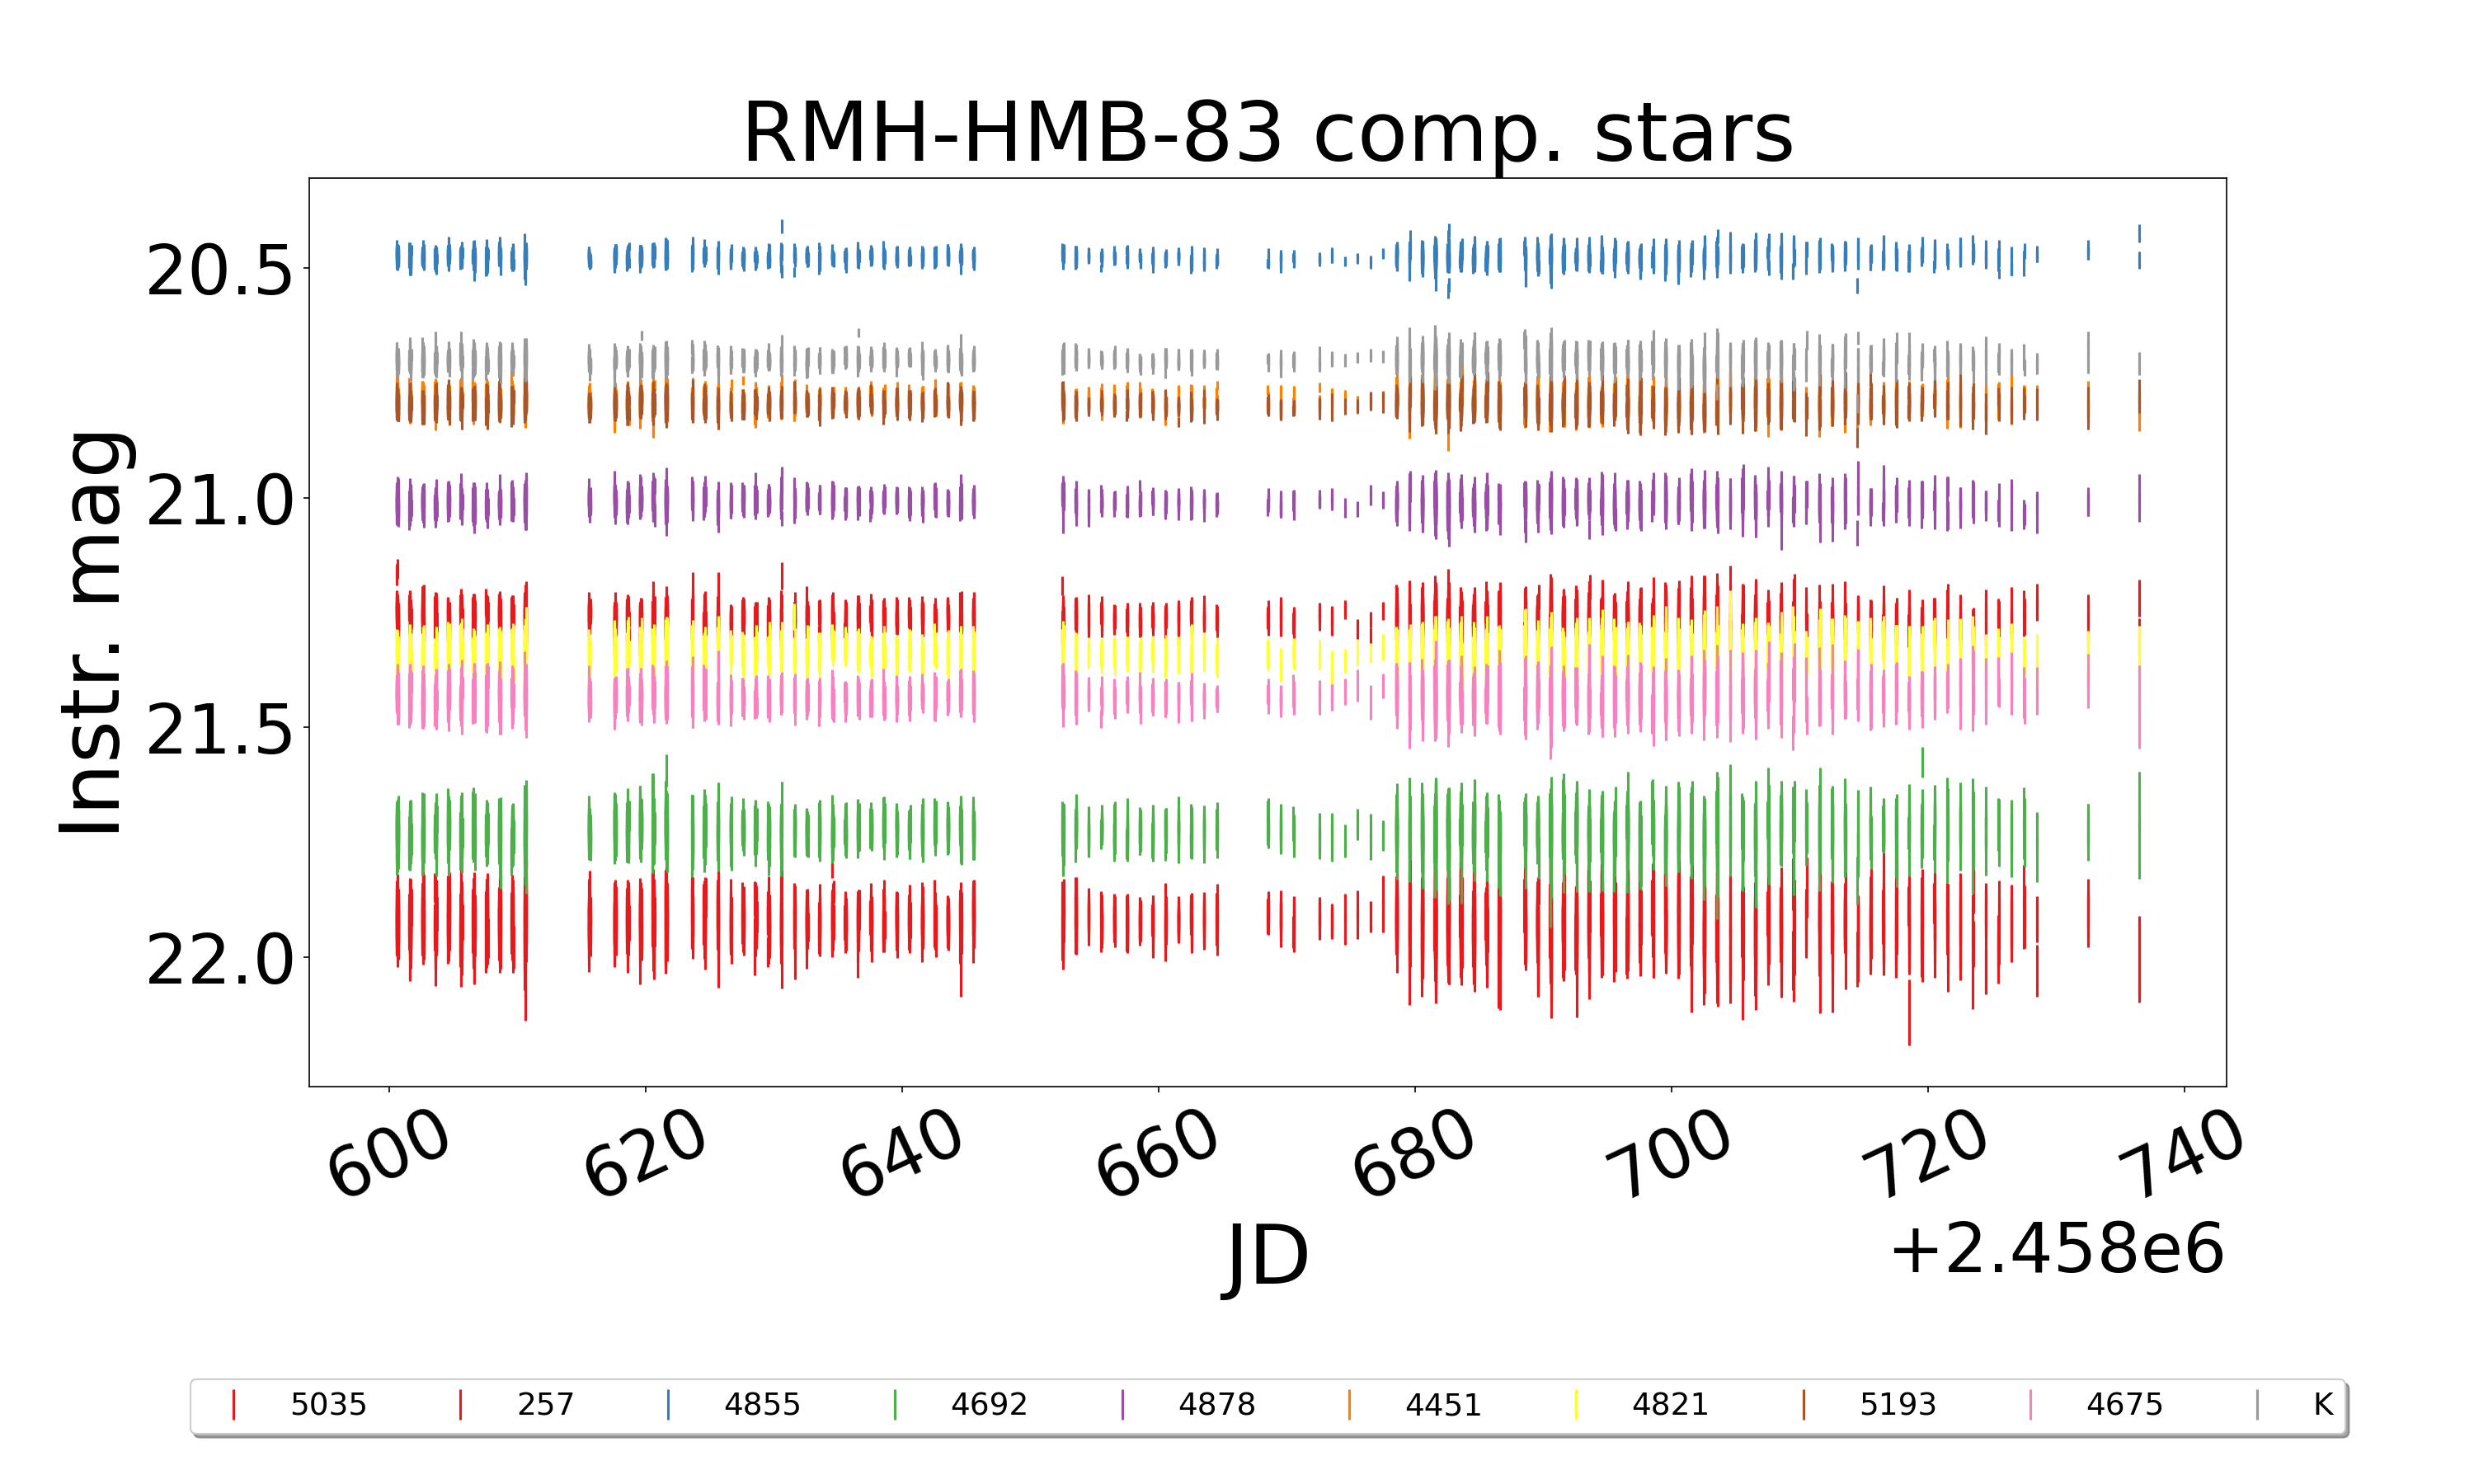 RMH-HMB-83 comp. stars
Instr. mag
20.5
21.0
21.5
22.0
600 620 640 660 680 700 720 740
JD
+2.458e6
5035 257 4855 4692 4878 4451 4821 5193 4675 K